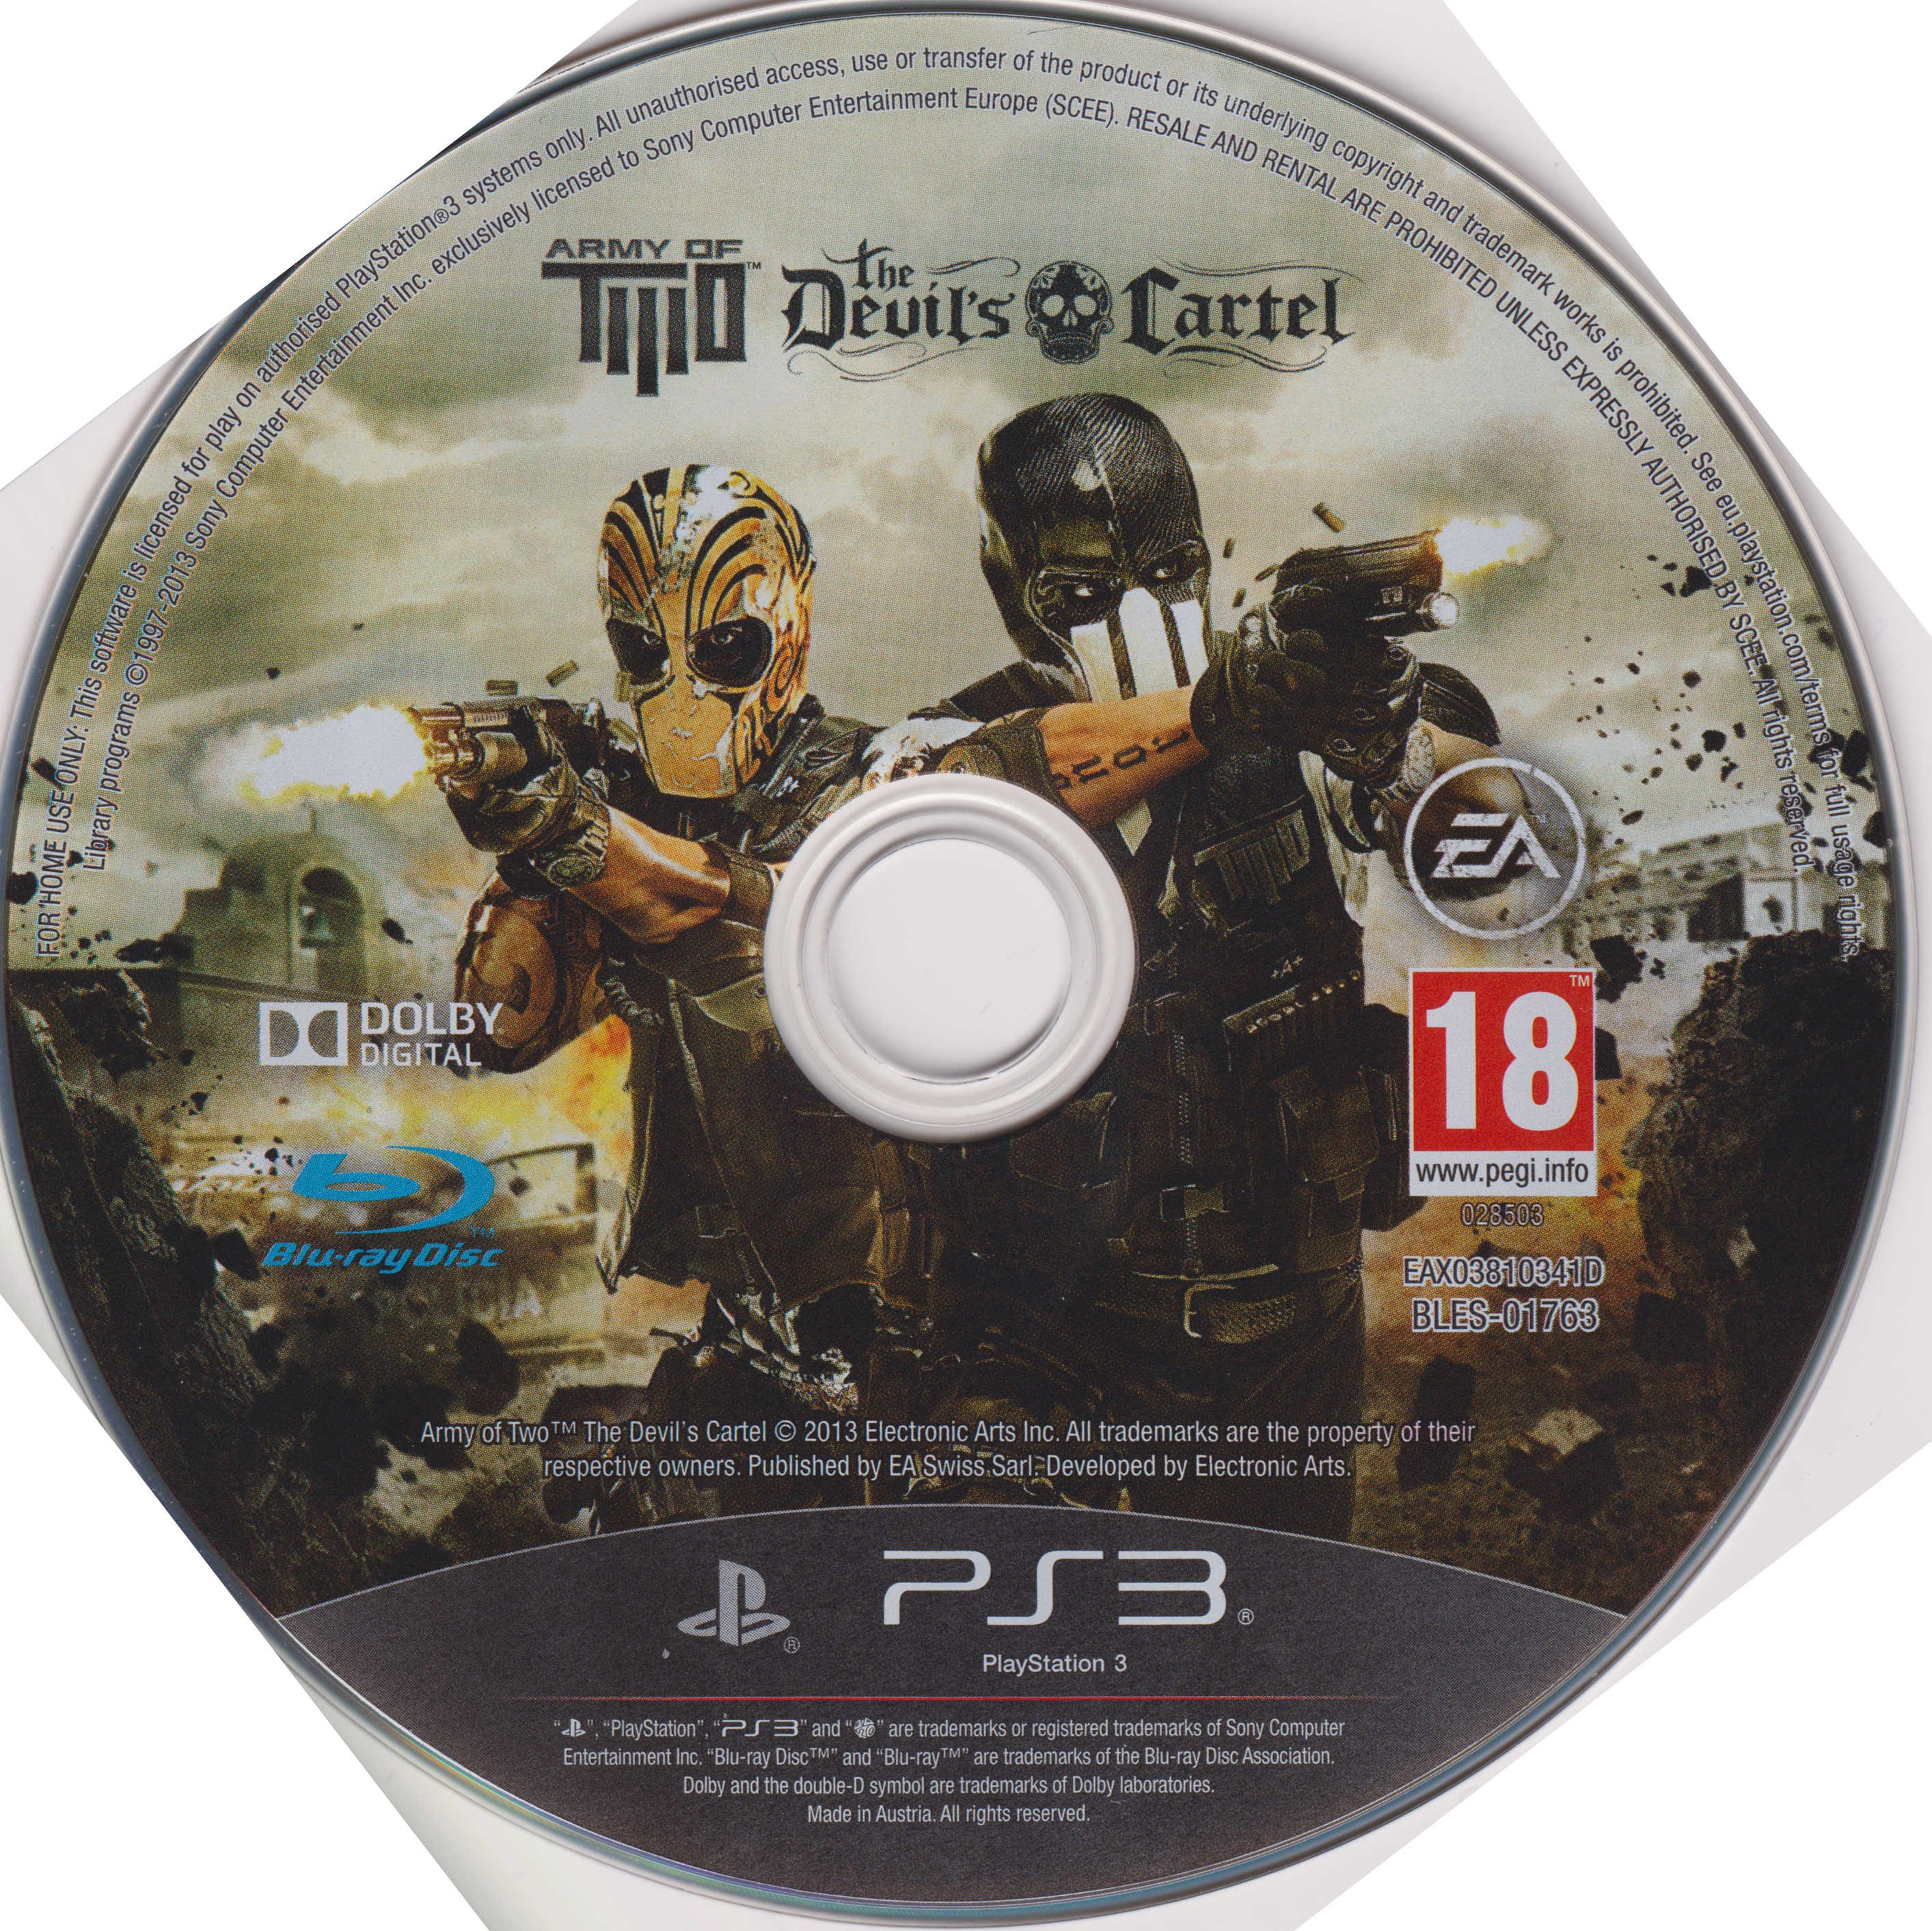 FOR HOME USE ONLY: This software is licensed for play on authorised PlayStation®3 systems only. All unauthorised access, use or transfer of the product or its underlying copyright and trademark works is prohibited. See eu.playstation.com/terms for full usage rights.
Library programs ©1997-2013 Sony Computer Entertainment Inc. exclusively licensed to Sony Computer Entertainment Europe (SCEE). RESALE AND RENTAL ARE PROHIBITED UNLESS EXPRESSLY AUTHORISED BY SCEE. All rights reserved.
ARMY OF
TWO™
The
Devil's Cartel
EA™
DOLBY
DIGITAL
18™
www.pegi.info
028503
Blu-ray Disc™
EAX03810341D
BLES-01763
Army of Two™ The Devil's Cartel © 2013 Electronic Arts Inc. All trademarks are the property of their
respective owners. Published by EA Swiss Sarl. Developed by Electronic Arts.
PS3®
PlayStation 3
“ ”, “PlayStation”, “PS3” and “ ” are trademarks or registered trademarks of Sony Computer
Entertainment Inc. “Blu-ray Disc™” and “Blu-ray™” are trademarks of the Blu-ray Disc Association.
Dolby and the double-D symbol are trademarks of Dolby laboratories.
Made in Austria. All rights reserved.